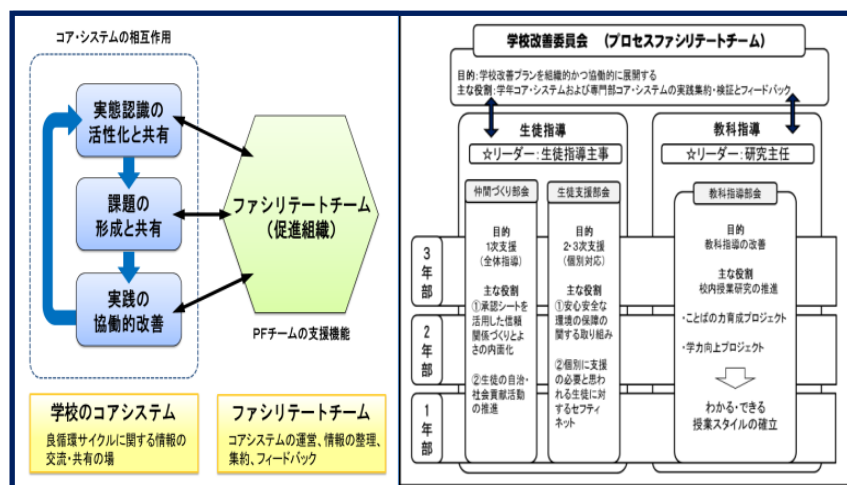 コア・システムの相互作用
実態認識の
活性化と共有
課題の
形成と共有
実践の
協働的改善
ファシリテートチーム
（促進組織）
PFチームの支援機能
学校のコアシステム
良循環サイクルに関する情報の
交流・共有の場
ファシリテートチーム
コアシステムの運営、情報の整理、
集約、フィードバック
学校改善委員会　（プロセスファシリテートチーム）
目的：学校改善プランを組織的かつ協働的に展開する
主な役割：学年コア・システムおよび専門部コア・システムの実践集約・検証とフィードバック
生徒指導
☆リーダー：生徒指導主事
仲間づくり部会
目的
1次支援
（全体指導）
主な役割
①承認シートを
活用した信頼
関係づくりとよ
さの内面化
②生徒の自治・
社会貢献活動
の推進
生徒支援部会
目的
2・3次支援
（個別対応）
主な役割
①安心安全な
環境の保障の
関する取り組み
②個別に支援
の必要と思わ
れる生徒に対
するセフティ
ネット
教科指導
☆リーダー：研究主任
教科指導部会
目的
教科指導の改善
主な役割
校内授業研究の推進
・ことばの力育成プロジェクト
・学力向上プロジェクト
わかる・できる
授業スタイルの確立
3年部
2年部
1年部